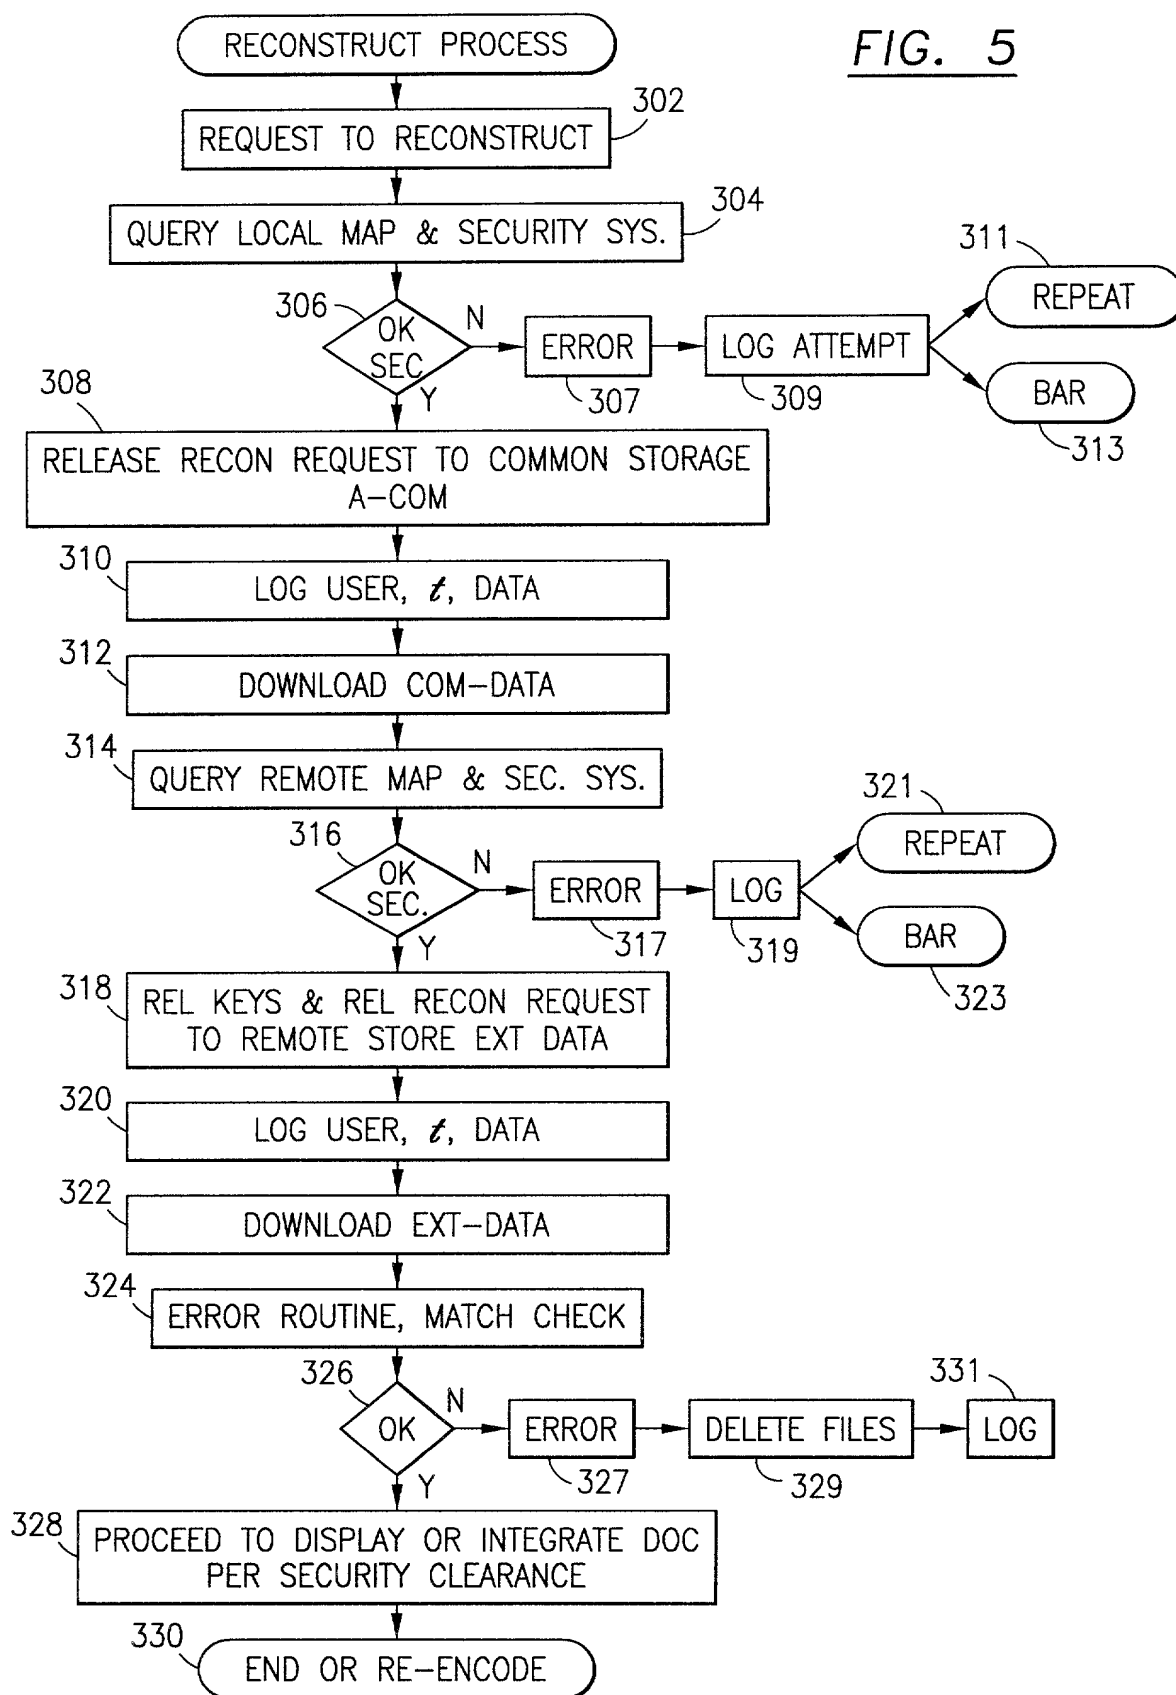 RECONSTRUCT PROCESS
FIG. 5
302
REQUEST TO RECONSTRUCT
304
QUERY LOCAL MAP & SECURITY SYS.
306
OK
SEC
N
Y
ERROR
307
LOG ATTEMPT
309
311
REPEAT
BAR
313
308
RELEASE RECON REQUEST TO COMMON STORAGE
A-COM
310
LOG USER, t, DATA
312
DOWNLOAD COM-DATA
314
QUERY REMOTE MAP & SEC. SYS.
316
OK
SEC.
N
Y
ERROR
317
LOG
319
321
REPEAT
BAR
323
318
REL KEYS & REL RECON REQUEST
TO REMOTE STORE EXT DATA
320
LOG USER, t, DATA
322
DOWNLOAD EXT-DATA
324
ERROR ROUTINE, MATCH CHECK
326
OK
N
Y
ERROR
327
DELETE FILES
329
331
LOG
328
PROCEED TO DISPLAY OR INTEGRATE DOC
PER SECURITY CLEARANCE
330
END OR RE-ENCODE